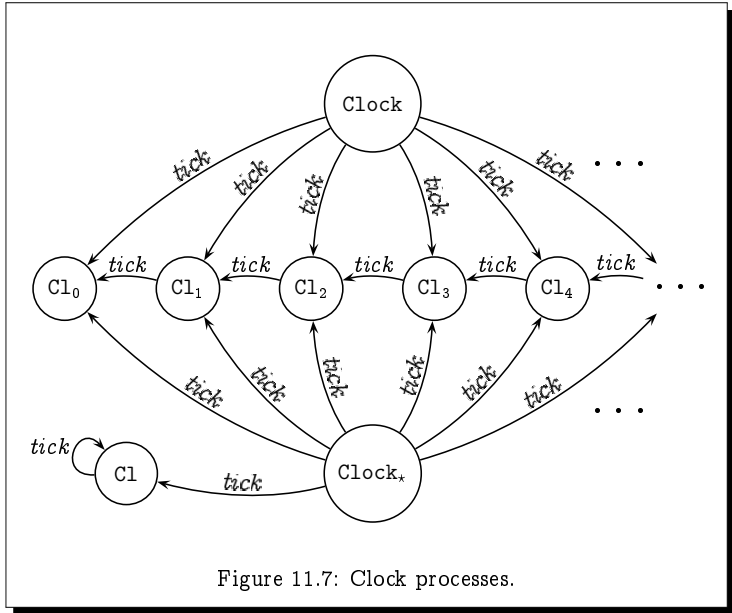 Clock
tick tick tick tick tick tick
. . .
tick tick tick tick tick
Cl₀ Cl₁ Cl₂ Cl₃ Cl₄ . . .
tick tick tick tick tick tick
. . .
tick
Cl
tick
Clock⋆
Figure 11.7: Clock processes.